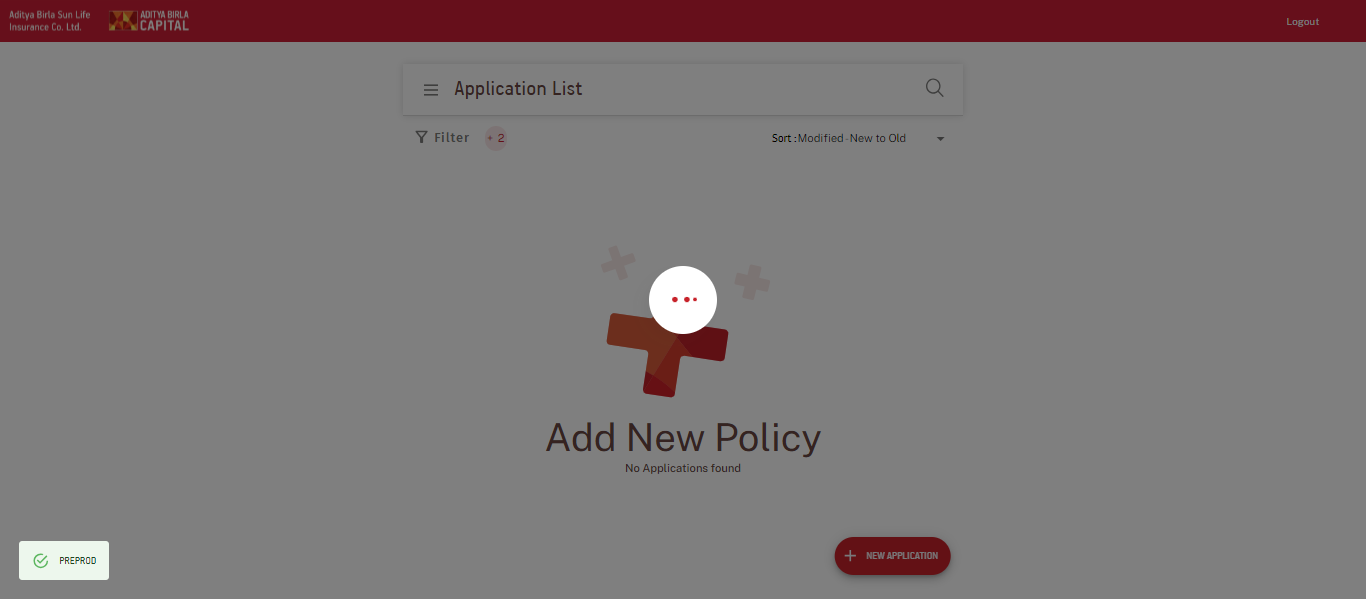 Aditya Birla Sun Life
Insurance Co. Ltd.
ADITYA BIRLA
CAPITAL
Logout
Application List
Filter
+ 2
Sort : Modified - New to Old
Add New Policy
No Applications found
PREPROD
NEW APPLICATION